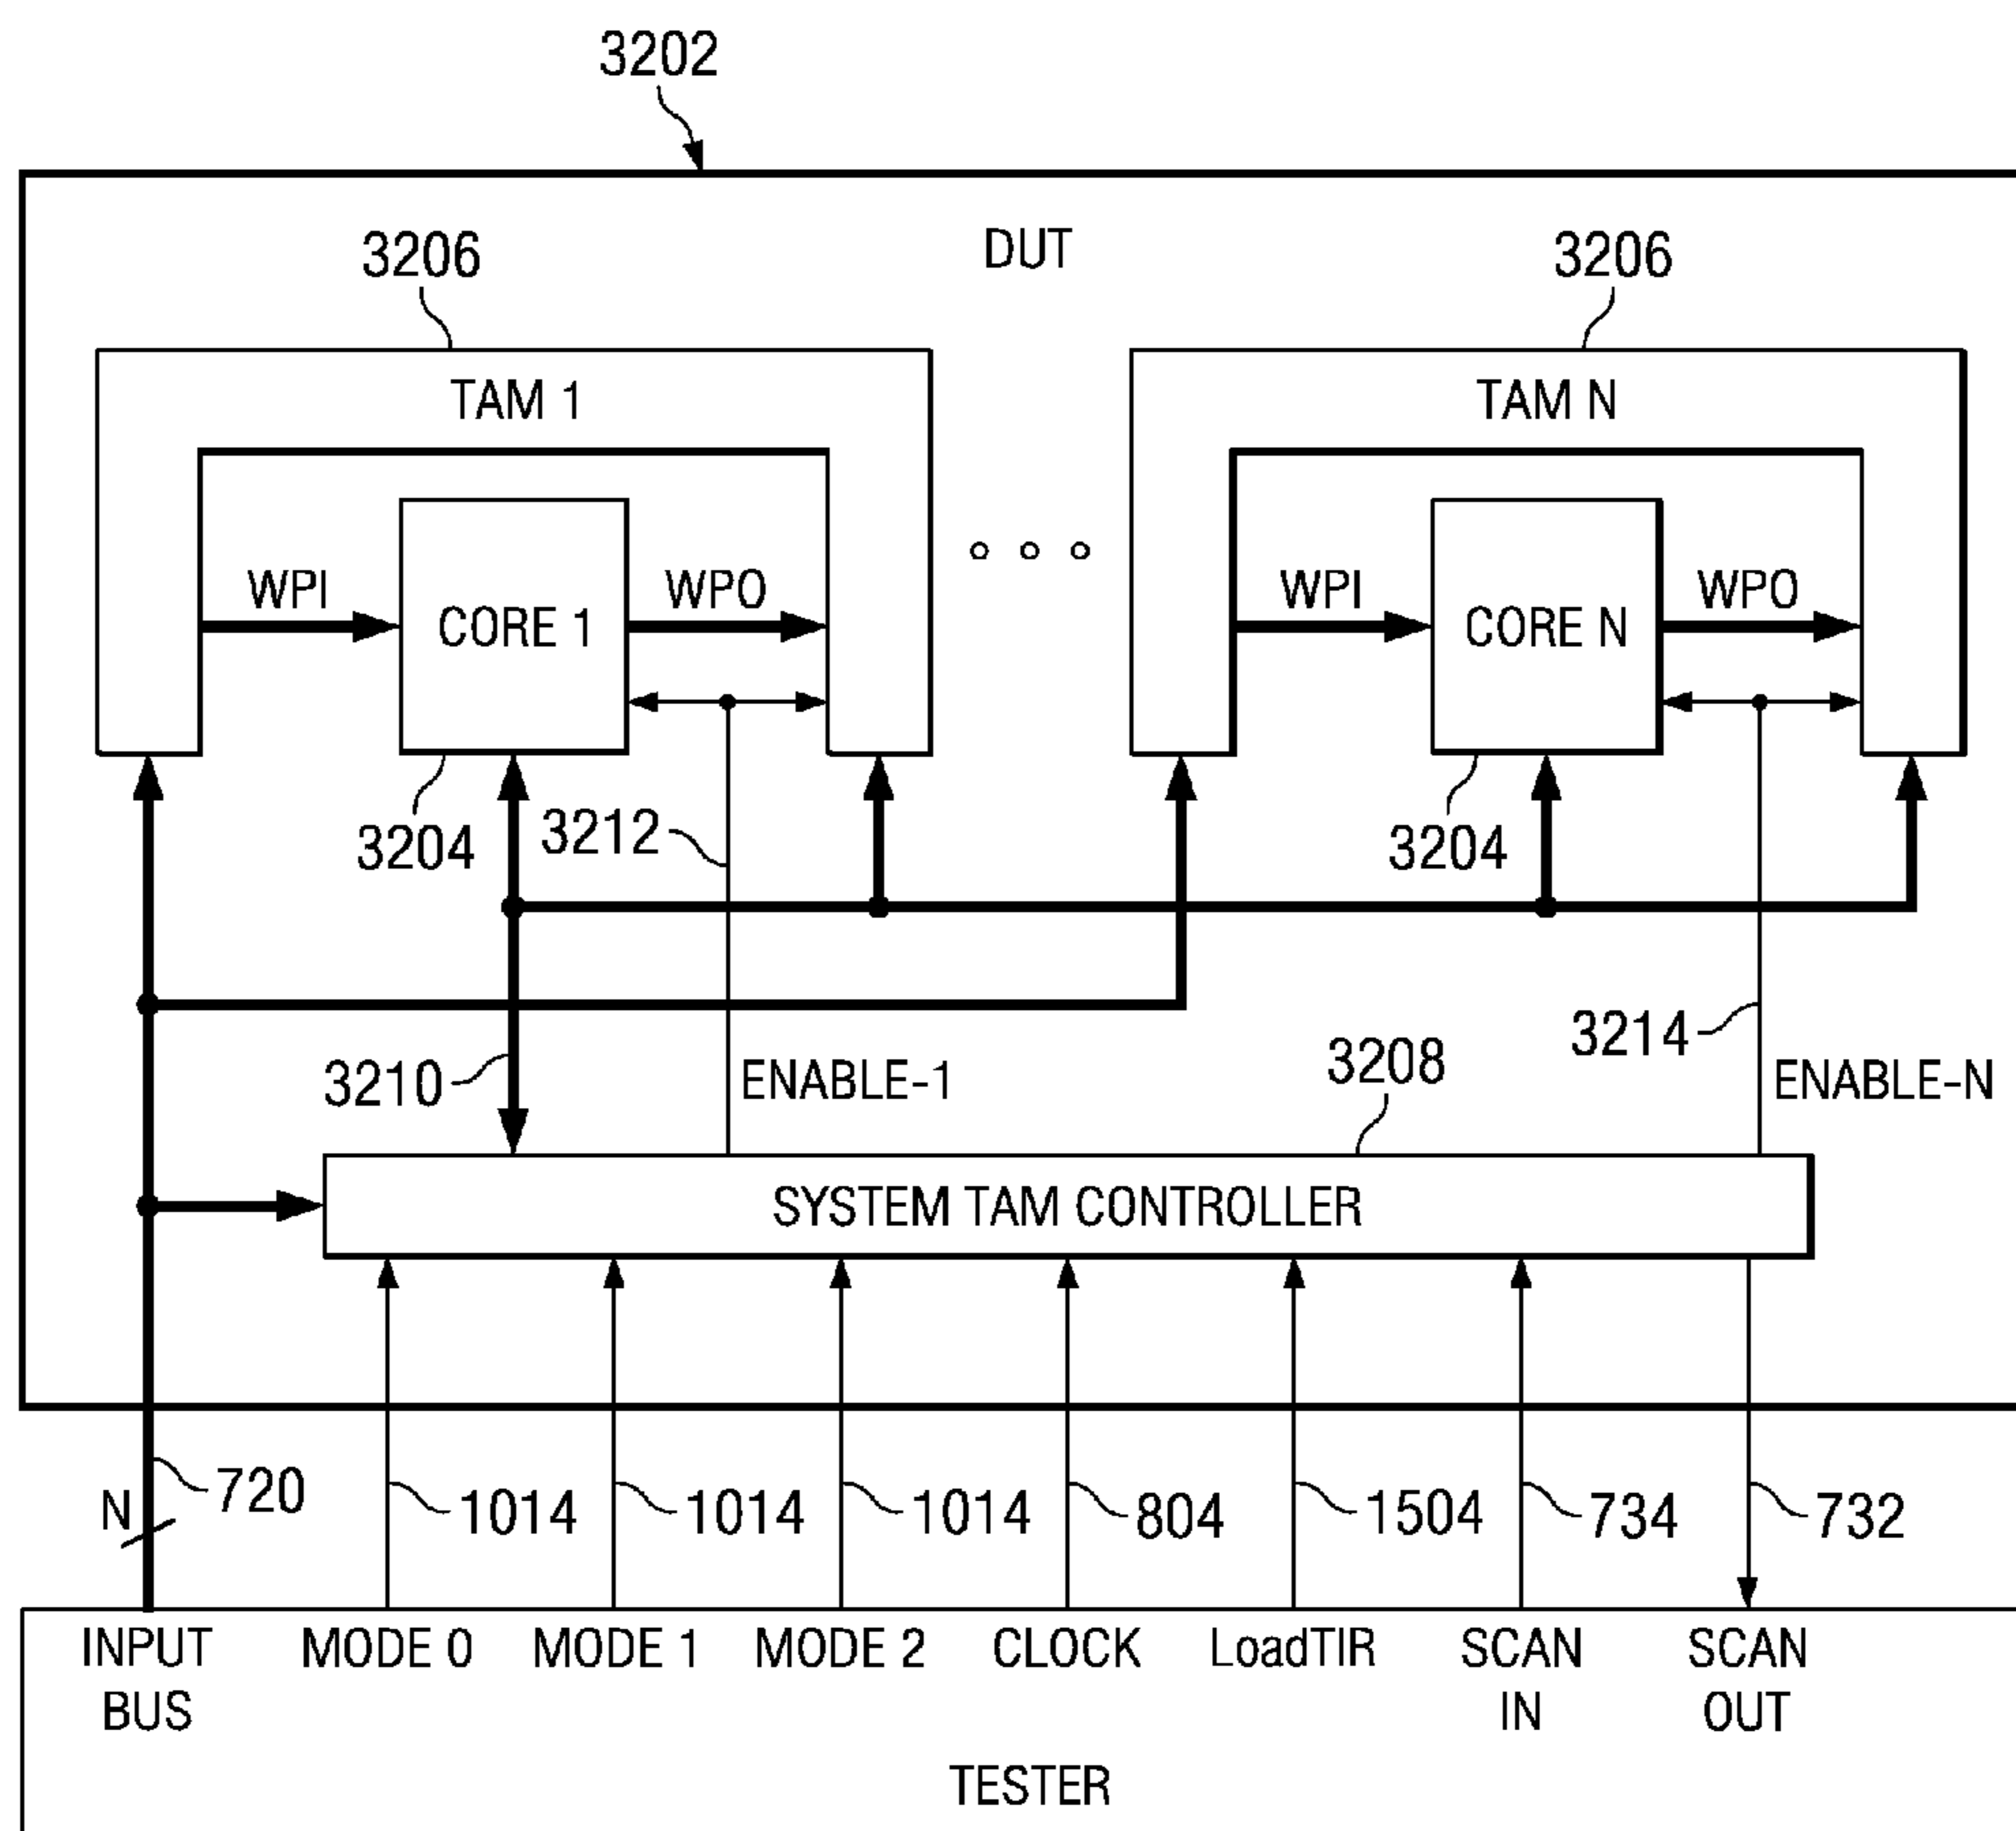 3202
DUT
3206
3206
TAM 1
TAM N
WPI
CORE 1
WPO
WPI
CORE N
WPO
3204
3212
3204
3210
ENABLE-1
3208
3214
ENABLE-N
SYSTEM TAM CONTROLLER
N
720
1014
1014
1014
804
1504
734
732
INPUT
BUS
MODE 0
MODE 1
MODE 2
CLOCK
LoadTIR
SCAN
IN
SCAN
OUT
TESTER